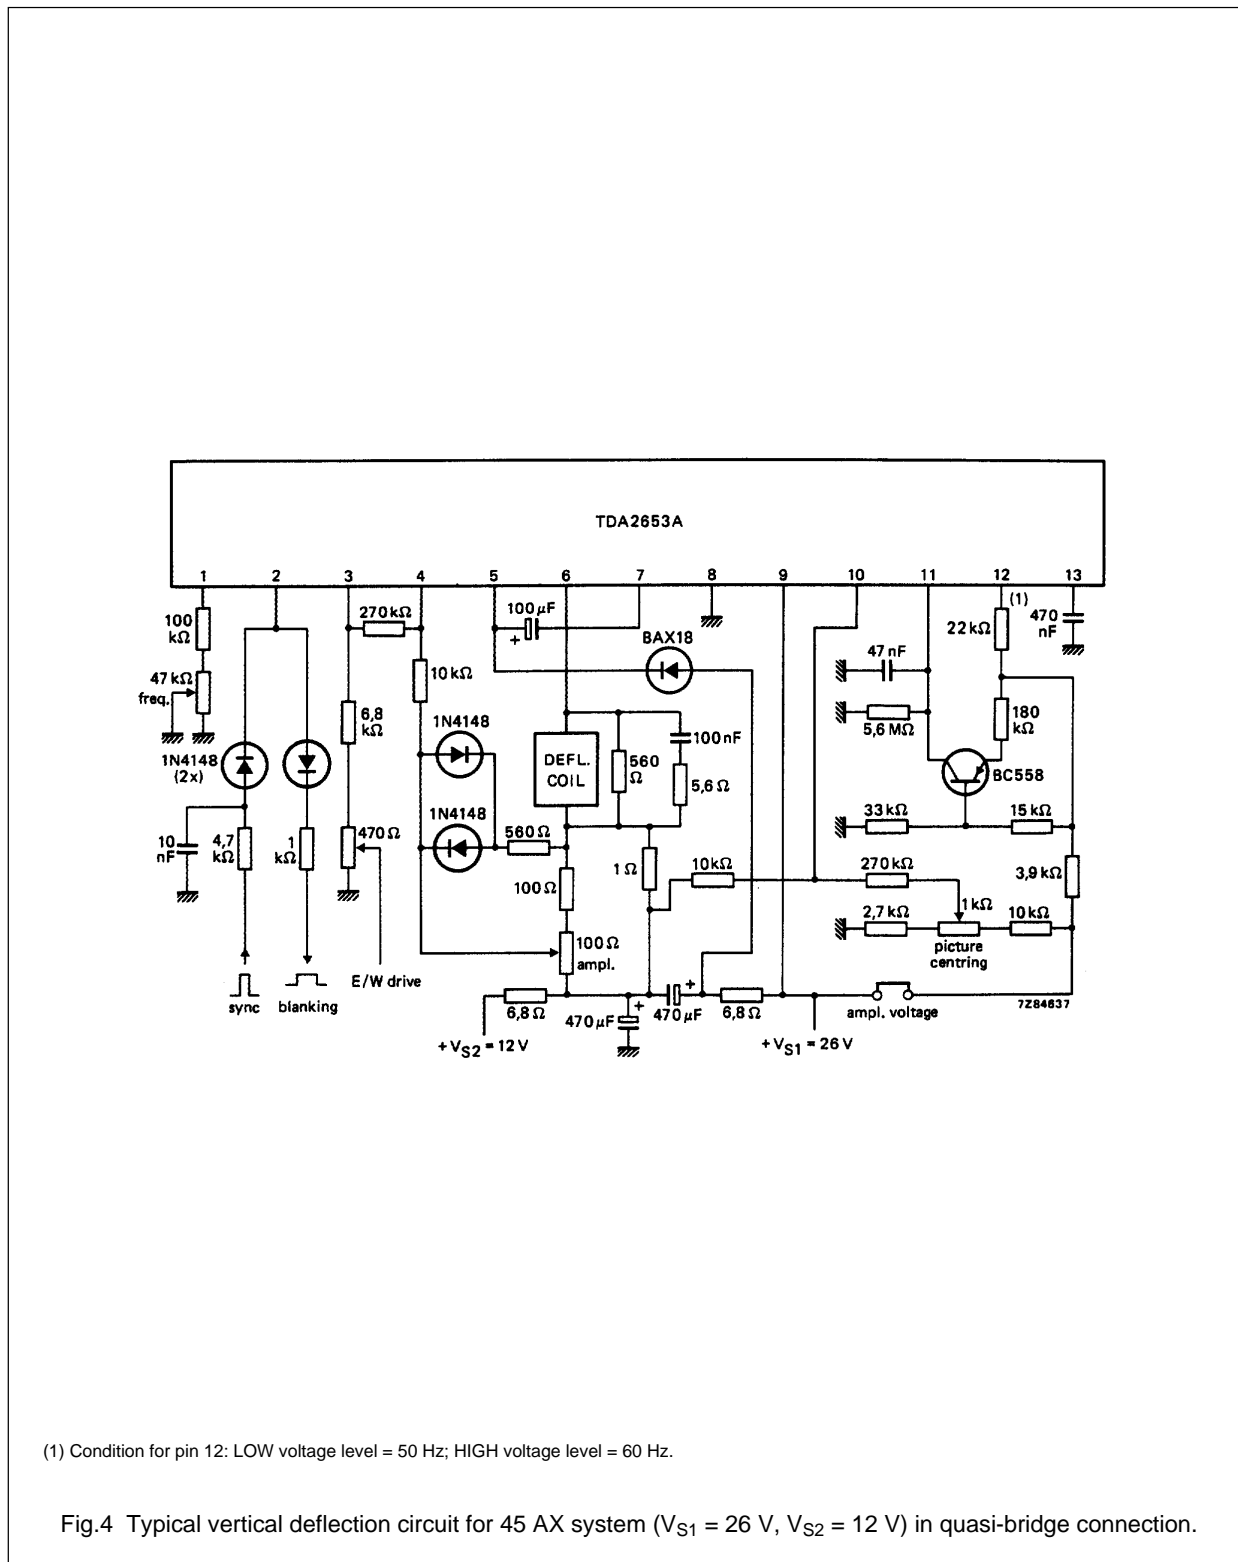 TDA2653A
1 2 3 4 5 6 7 8 9 10 11 12 13
(1)
100 kΩ
270 kΩ
100 μF
+
BAX18
22 kΩ
470 nF
47 nF
47 kΩ
freq.
10 kΩ
6,8 kΩ
1N4148
5,6 MΩ
180 kΩ
100 nF
1N4148 (2x)
DEFL. COIL
560 Ω
5,6 Ω
BC558
1N4148
33 kΩ
15 kΩ
10 nF
4,7 kΩ
1 kΩ
470 Ω
560 Ω
1 Ω
10 kΩ
270 kΩ
3,9 kΩ
100 Ω
2,7 kΩ
1 kΩ
10 kΩ
100 Ω
ampl.
picture centring
E/W drive
sync
blanking
6,8 Ω
+
470 μF
+
470 μF
6,8 Ω
ampl. voltage
7Z84637
+ VS2 = 12 V
+ VS1 = 26 V
(1) Condition for pin 12: LOW voltage level = 50 Hz; HIGH voltage level = 60 Hz.
Fig.4 Typical vertical deflection circuit for 45 AX system (VS1 = 26 V, VS2 = 12 V) in quasi-bridge connection.